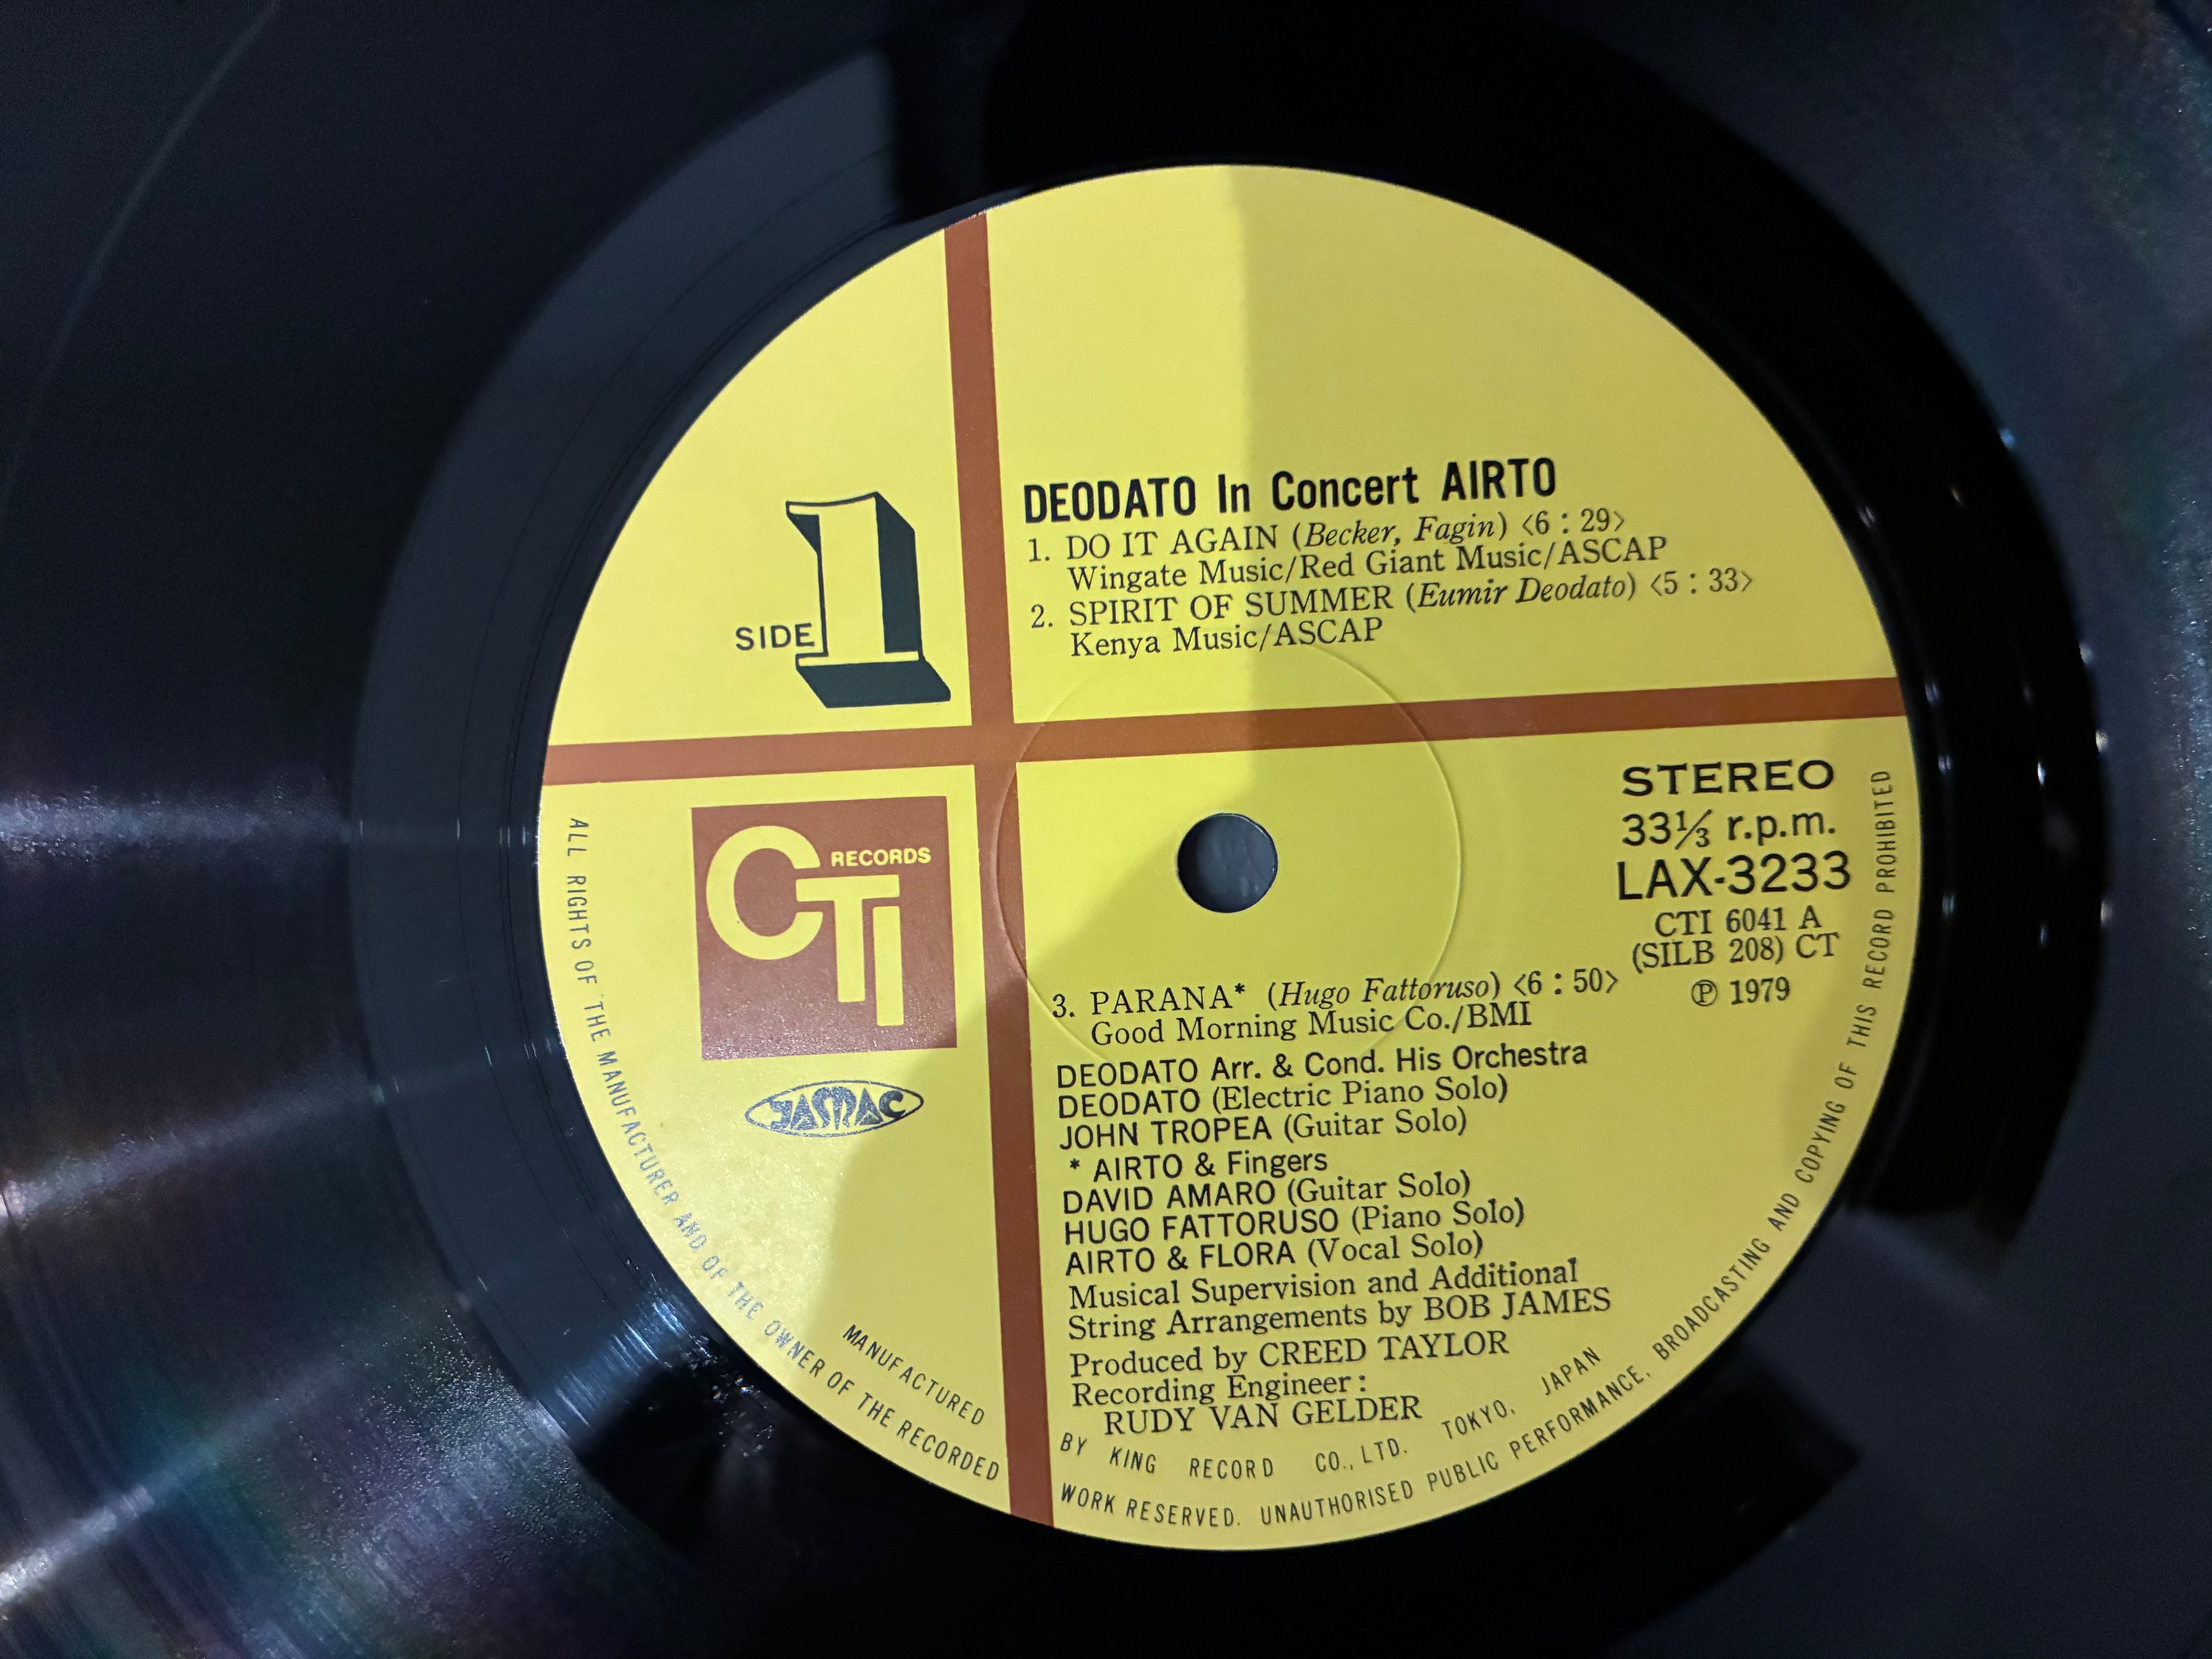 DEODATO In Concert AIRTO
1. DO IT AGAIN (Becker, Fagin) <6 : 29>
Wingate Music/Red Giant Music/ASCAP
2. SPIRIT OF SUMMER (Eumir Deodato) <5 : 33>
Kenya Music/ASCAP
SIDE 1
CTI RECORDS
JASRAC
STEREO
33⅓ r.p.m.
LAX-3233
CTI 6041 A
(SILB 208) CT
Ⓟ 1979
3. PARANA* (Hugo Fattoruso) <6 : 50>
Good Morning Music Co./BMI
DEODATO Arr. & Cond. His Orchestra
DEODATO (Electric Piano Solo)
JOHN TROPEA (Guitar Solo)
* AIRTO & Fingers
DAVID AMARO (Guitar Solo)
HUGO FATTORUSO (Piano Solo)
AIRTO & FLORA (Vocal Solo)
Musical Supervision and Additional
String Arrangements by BOB JAMES
Produced by CREED TAYLOR
Recording Engineer :
RUDY VAN GELDER
MANUFACTURED BY KING RECORD CO., LTD. TOKYO, JAPAN
ALL RIGHTS OF THE MANUFACTURER AND OF THE OWNER OF THE RECORDED WORK RESERVED. UNAUTHORISED PUBLIC PERFORMANCE, BROADCASTING AND COPYING OF THIS RECORD PROHIBITED